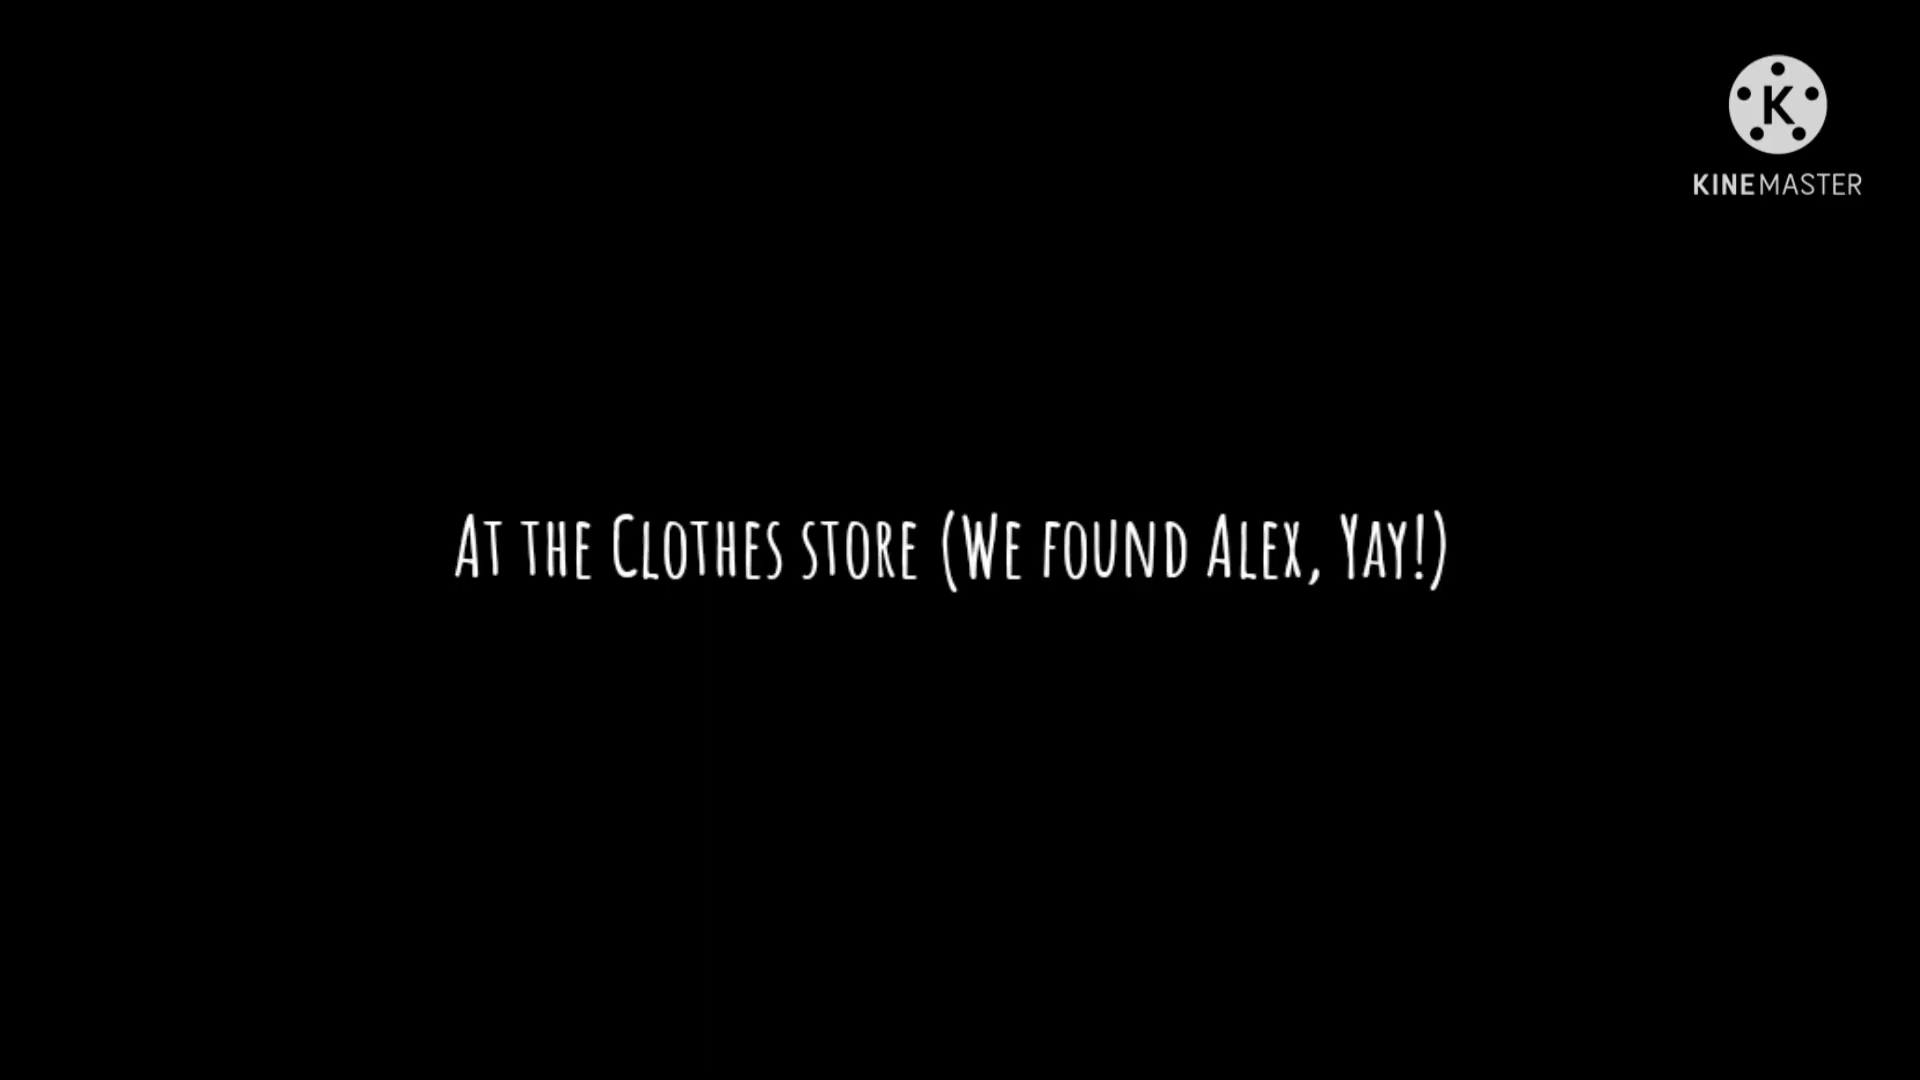 K
KINEMASTER
At the Clothes store (We found Alex, Yay!)